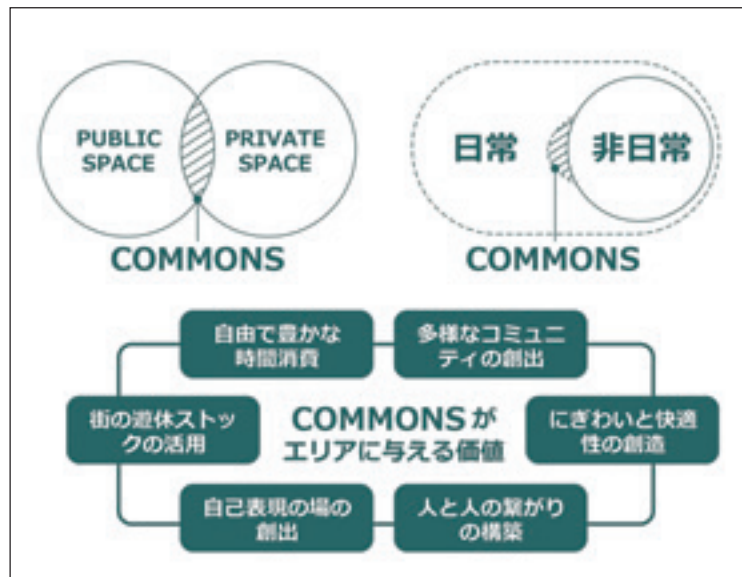 PUBLIC
SPACE
PRIVATE
SPACE
COMMONS
日常
非日常
COMMONS
自由で豊かな
時間消費
多様なコミュニ
ティの創出
街の遊休ストッ
クの活用
COMMONSが
エリアに与える価値
にぎわいと快適
性の創造
自己表現の場の
創出
人と人の繋がり
の構築